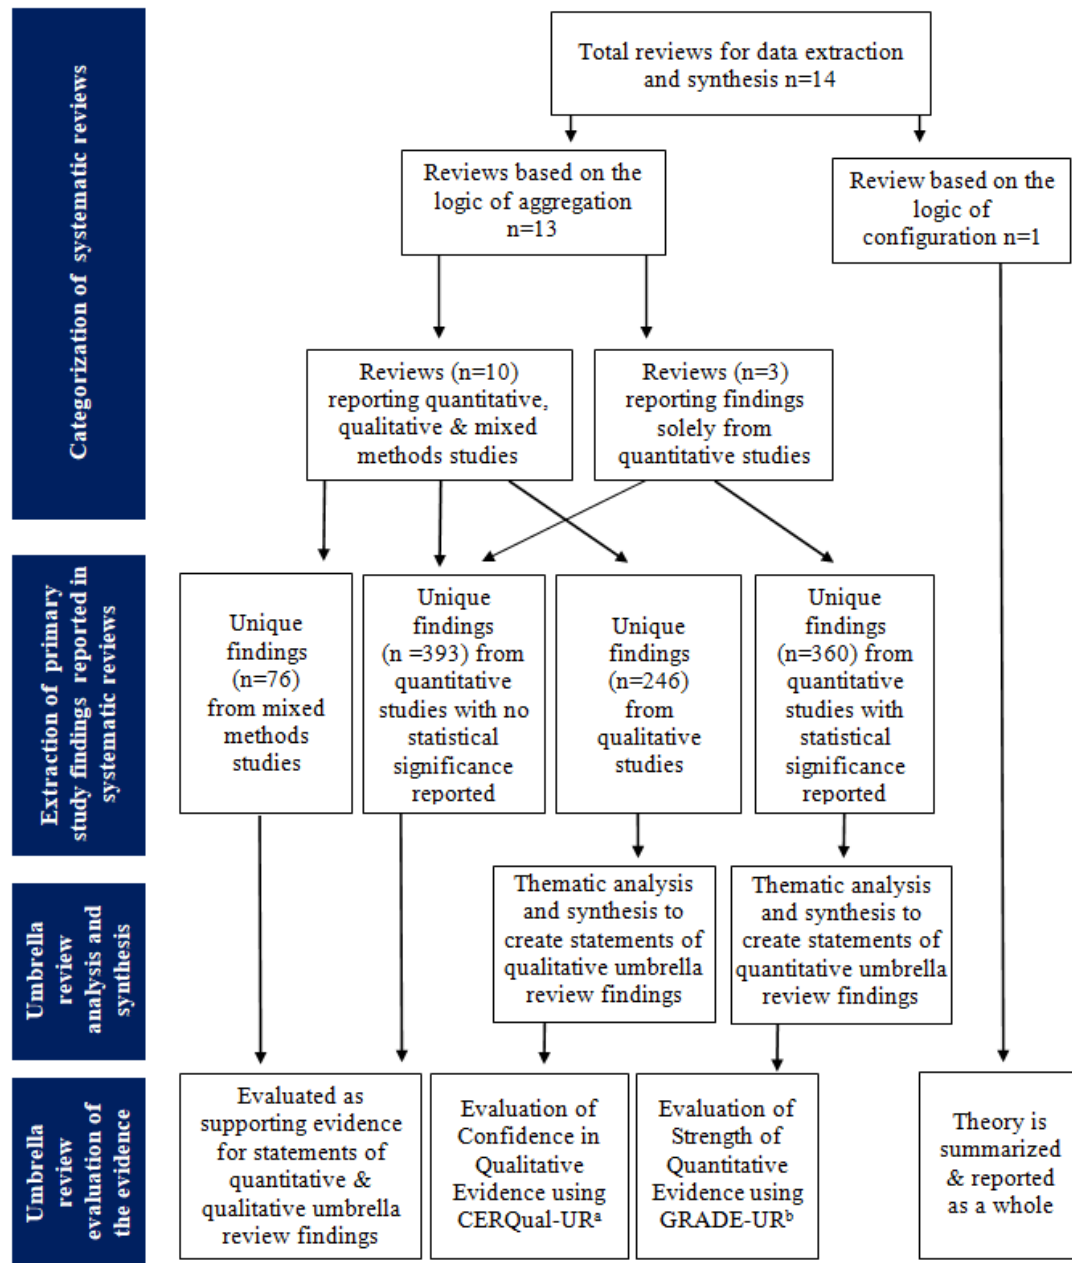 Total reviews for data extraction
and synthesis n=14
Categorization of systematic reviews
Reviews based on the
logic of aggregation
n=13
Review based on the
logic of
configuration n=1
Reviews (n=10)
reporting quantitative,
qualitative & mixed
methods studies
Reviews (n=3)
reporting findings
solely from
quantitative studies
Extraction of primary
study findings reported in
systematic reviews
Unique
findings
(n=76)
from mixed
methods
studies
Unique
findings
(n =393) from
quantitative
studies with no
statistical
significance
reported
Unique
findings
(n=246)
from
qualitative
studies
Unique
findings
(n=360) from
quantitative
studies with
statistical
significance
reported
Umbrella
review
analysis and
synthesis
Thematic analysis
and synthesis to
create statements of
qualitative umbrella
review findings
Thematic analysis
and synthesis to
create statements of
quantitative umbrella
review findings
Umbrella
review
evaluation of
the evidence
Evaluated as
supporting evidence
for statements of
quantitative &
qualitative umbrella
review findings
Evaluation of
Confidence in
Qualitative
Evidence using
CERQual-URᵃ
Evaluation of
Strength of
Quantitative
Evidence using
GRADE-URᵇ
Theory is
summarized
& reported
as a whole